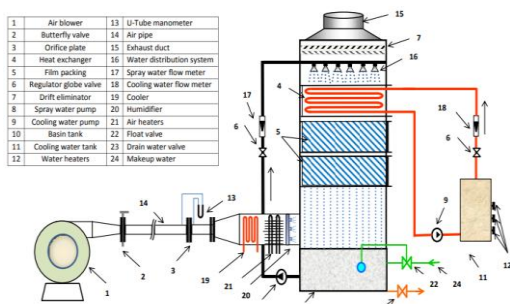 1 Air blower 13 U-Tube manometer
2 Butterfly valve 14 Air pipe
3 Orifice plate 15 Exhaust duct
4 Heat exchanger 16 Water distribution system
5 Film packing 17 Spray water flow meter
6 Regulator globe valve 18 Cooling water flow meter
7 Drift eliminator 19 Cooler
8 Spray water pump 20 Humidifier
9 Cooling water pump 21 Air heaters
10 Basin tank 22 Float valve
11 Cooling water tank 23 Drain water valve
12 Water heaters 24 Makeup water
15
7
16
4
17
18
6
5
6
14
13
9
12
1
2
3
19
21
20
22
24
11